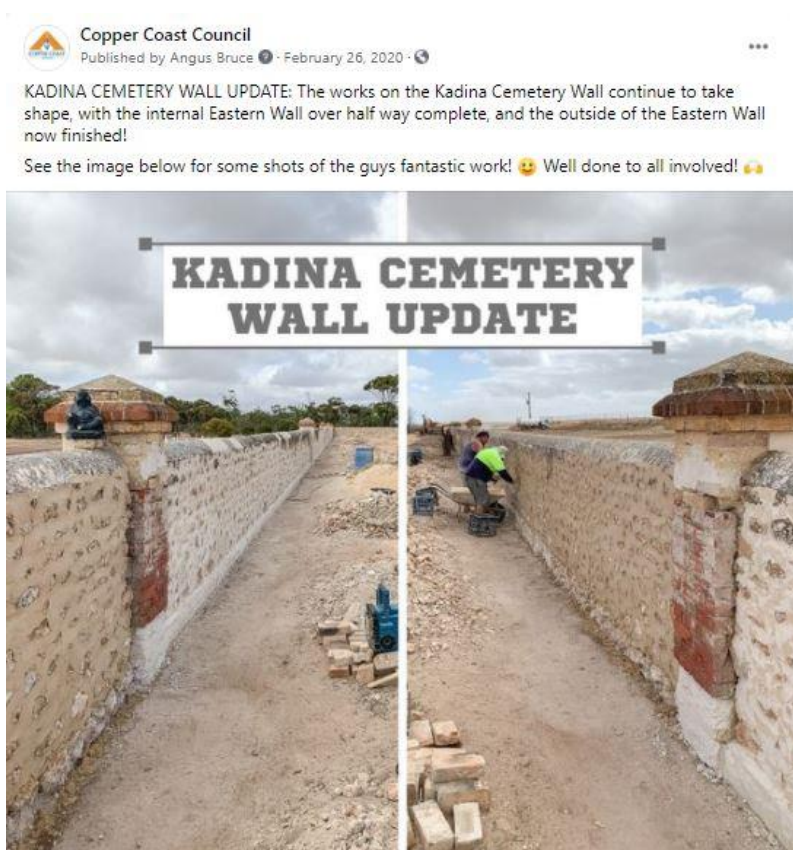 Copper Coast Council
Published by Angus Bruce · February 26, 2020 ·
KADINA CEMETERY WALL UPDATE: The works on the Kadina Cemetery Wall continue to take
shape, with the internal Eastern Wall over half way complete, and the outside of the Eastern Wall
now finished!
See the image below for some shots of the guys fantastic work! 😀 Well done to all involved! 🙌
KADINA CEMETERY
WALL UPDATE